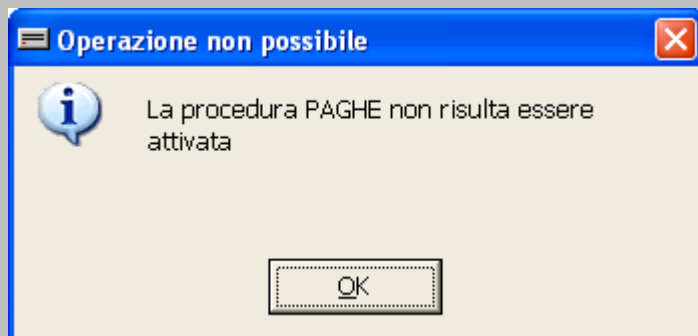 Operazione non possibile
La procedura PAGHE non risulta essere
attivata
OK